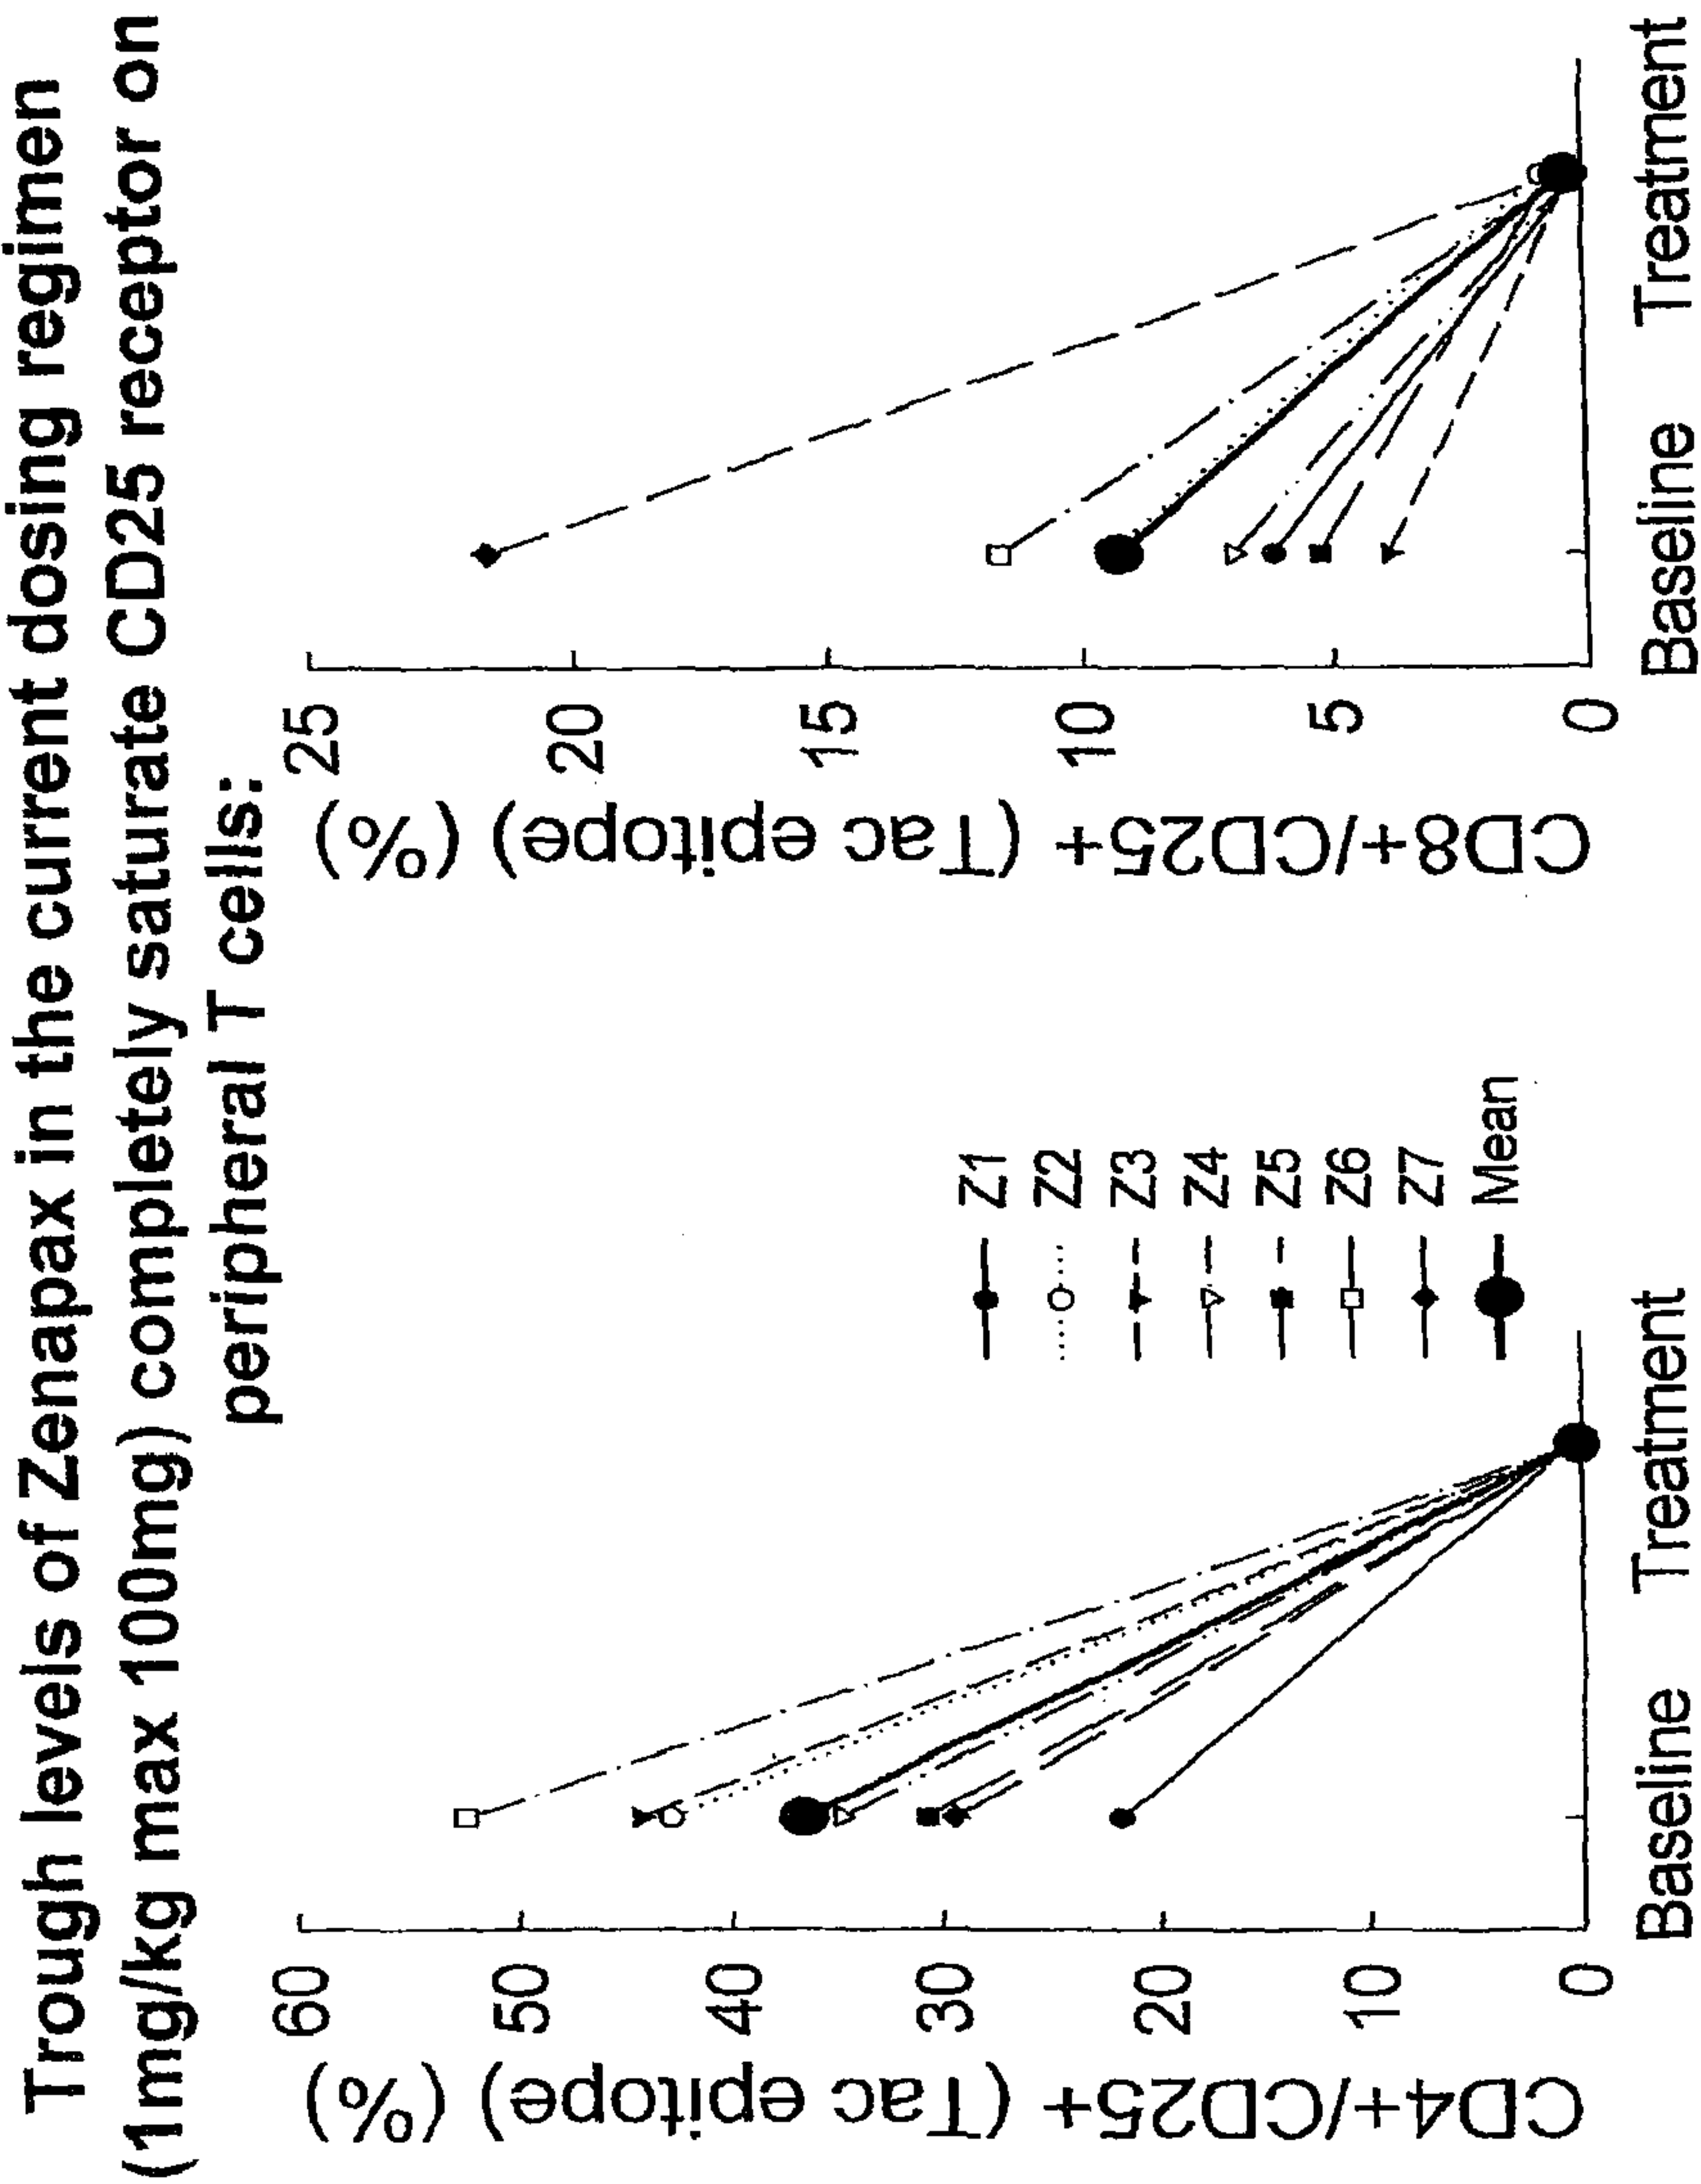 Trough levels of Zenapax in the current dosing regimen
(1mg/kg max 100mg) completely saturate CD25 receptor on
peripheral T cells:
CD4+/CD25+ (Tac epitope) (%)
60
50
40
30
20
10
0
Baseline Treatment
Z1
Z2
Z3
Z4
Z5
Z6
Z7
Mean
CD8+/CD25+ (Tac epitope) (%)
25
20
15
10
5
0
Baseline Treatment